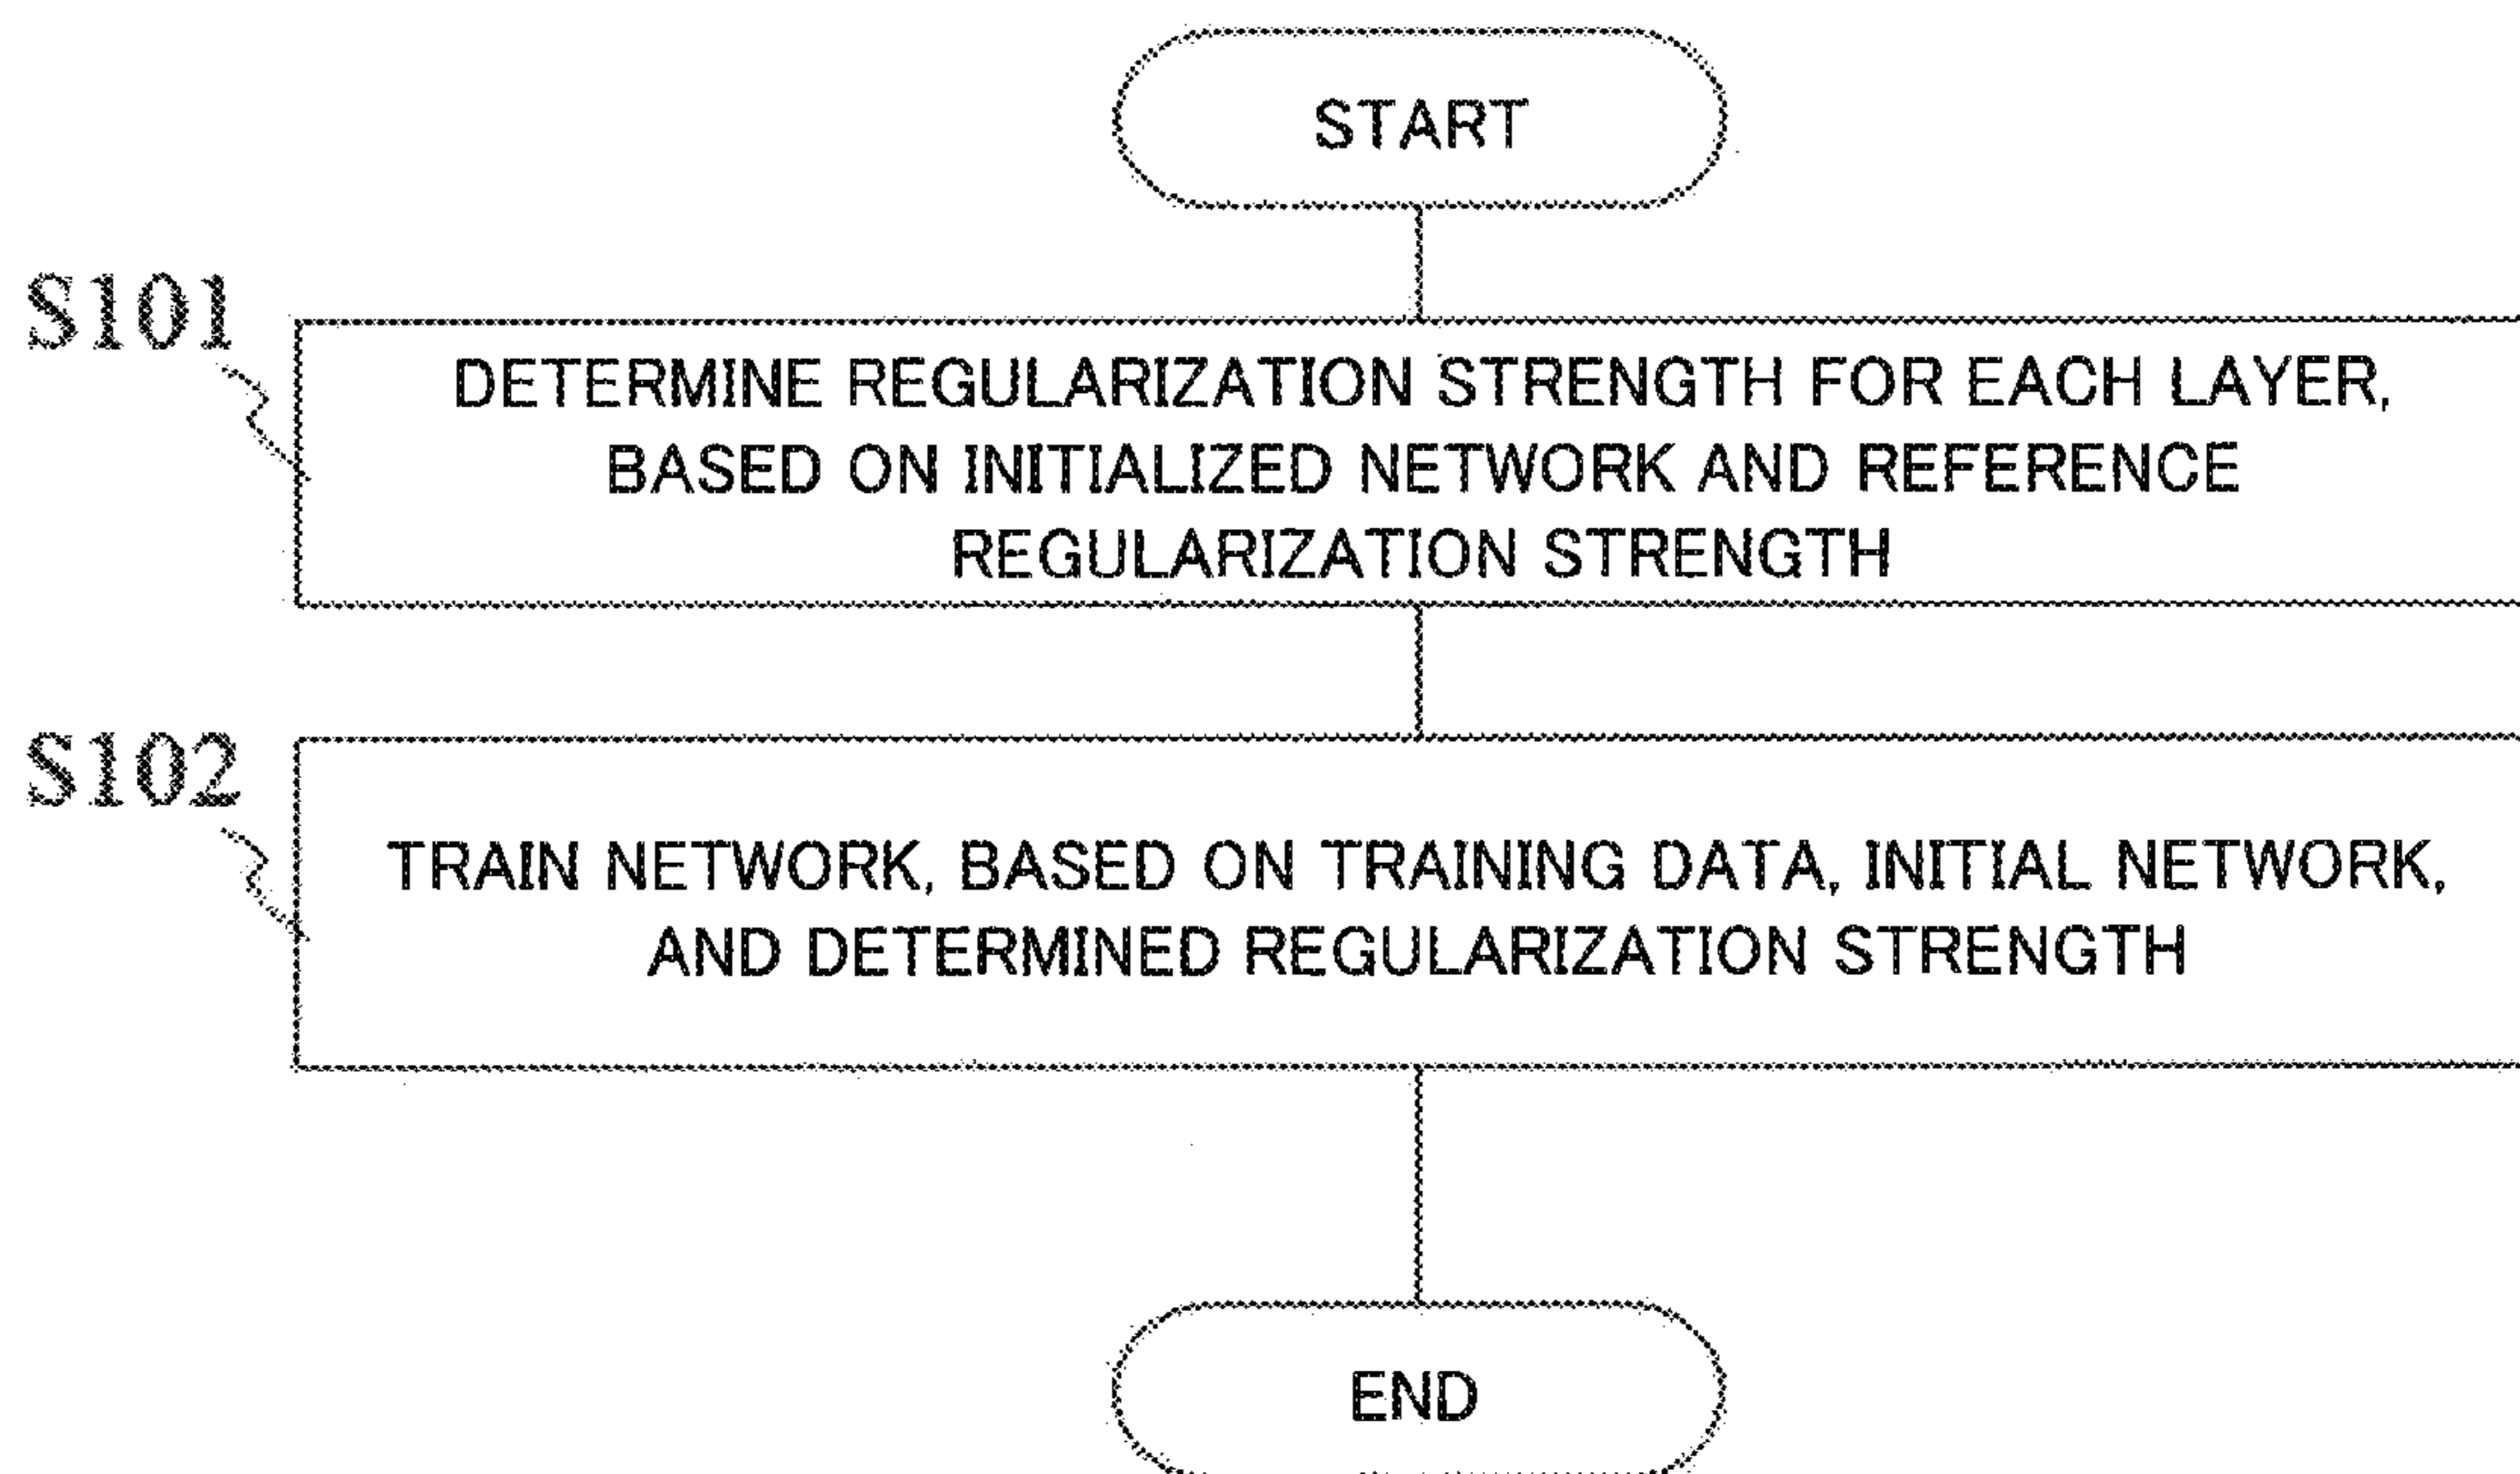 START
S101
DETERMINE REGULARIZATION STRENGTH FOR EACH LAYER,
BASED ON INITIALIZED NETWORK AND REFERENCE
REGULARIZATION STRENGTH
S102
TRAIN NETWORK, BASED ON TRAINING DATA, INITIAL NETWORK,
AND DETERMINED REGULARIZATION STRENGTH
END